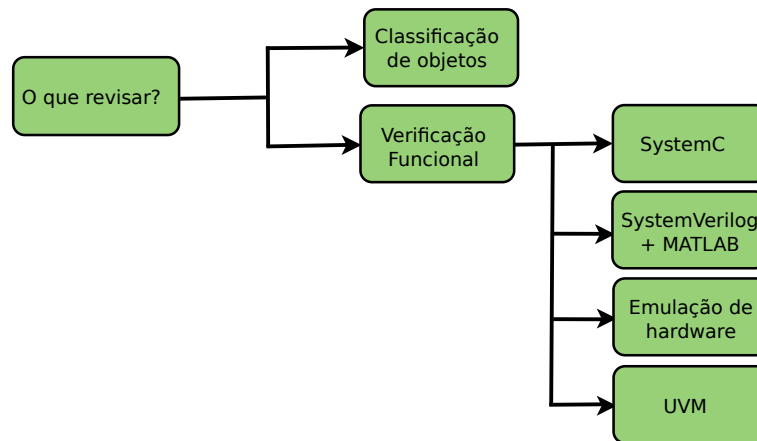 O que revisar?
Classificação
de objetos
Verificação
Funcional
SystemC
SystemVerilog
+ MATLAB
Emulação de
hardware
UVM